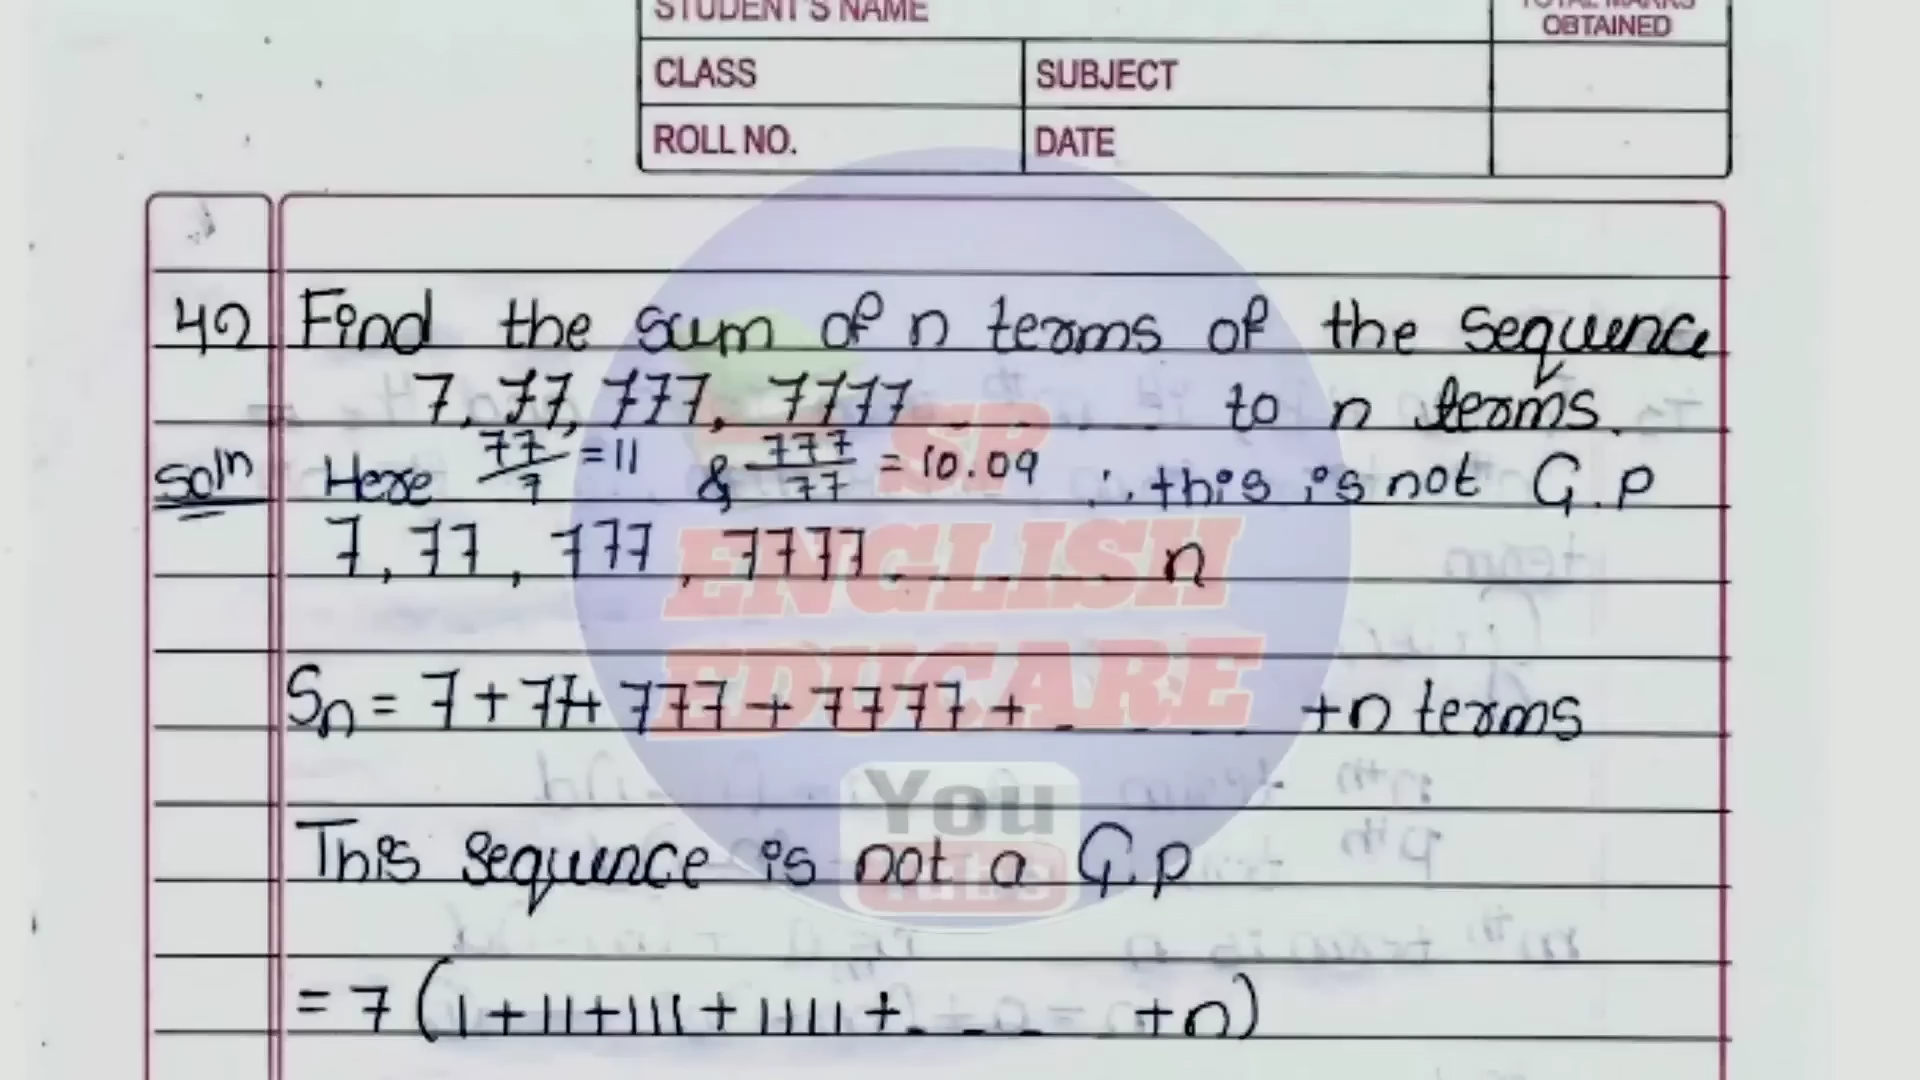 STUDENT'S NAME
TOTAL MARKS OBTAINED
CLASS
SUBJECT
ROLL NO.
DATE
42 Find the sum of n terms of the sequence
7, 77, 777, 7777 - - - - to n terms.
Soln Here 77/7 = 11 & 777/77 = 10.09 ∴ this is not G.P
7, 77, 777, 7777 - - - - - - n
Sn = 7 + 77 + 777 + 7777 + - - - - +n terms
This sequence is not a G.P
= 7 (1 + 11 + 111 + 1111 + - - - +n)
SP
ENGLISH
EDUCARE
You
Tube